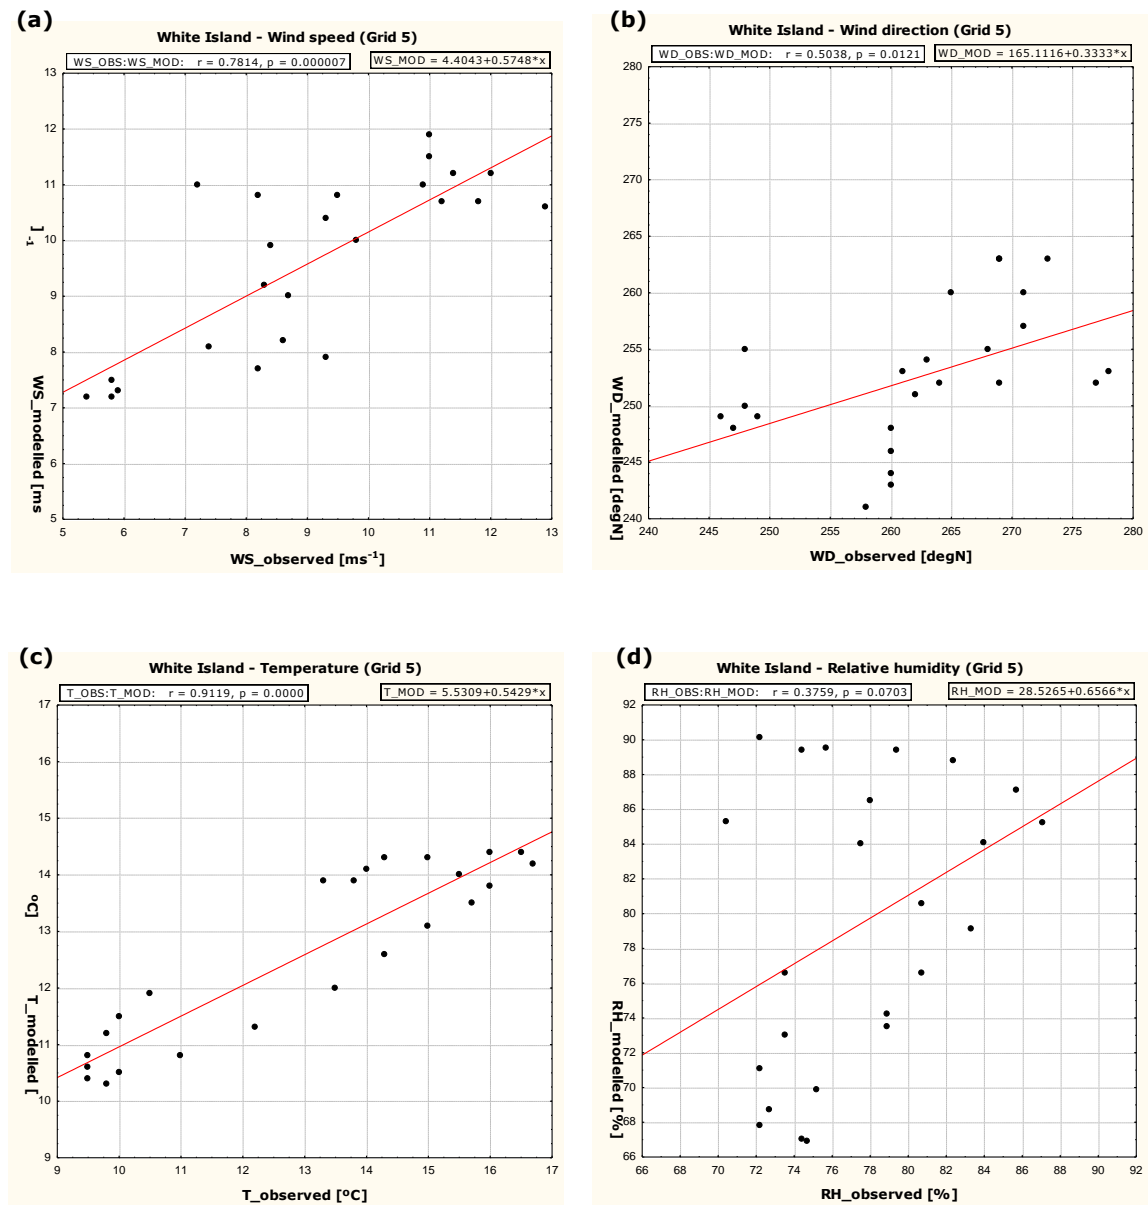 (a)
White Island - Wind speed (Grid 5)
WS_OBS:WS_MOD: r = 0.7814, p = 0.000007
WS_MOD = 4.4043+0.5748*x
13
12
11
10
9
8
7
6
5
WS_modelled [ms⁻¹]
5 6 7 8 9 10 11 12 13
WS_observed [ms⁻¹]
(b)
White Island - Wind direction (Grid 5)
WD_OBS:WD_MOD: r = 0.5038, p = 0.0121
WD_MOD = 165.1116+0.3333*x
280
275
270
265
260
255
250
245
240
WD_modelled [degN]
240 245 250 255 260 265 270 275 280
WD_observed [degN]
(c)
White Island - Temperature (Grid 5)
T_OBS:T_MOD: r = 0.9119, p = 0.0000
T_MOD = 5.5309+0.5429*x
17
16
15
14
13
12
11
10
9
T_modelled [ºC]
9 10 11 12 13 14 15 16 17
T_observed [ºC]
(d)
White Island - Relative humidity (Grid 5)
RH_OBS:RH_MOD: r = 0.3759, p = 0.0703
RH_MOD = 28.5265+0.6566*x
92
90
88
86
84
82
80
78
76
74
72
70
68
66
RH_modelled [%]
66 68 70 72 74 76 78 80 82 84 86 88 90 92
RH_observed [%]